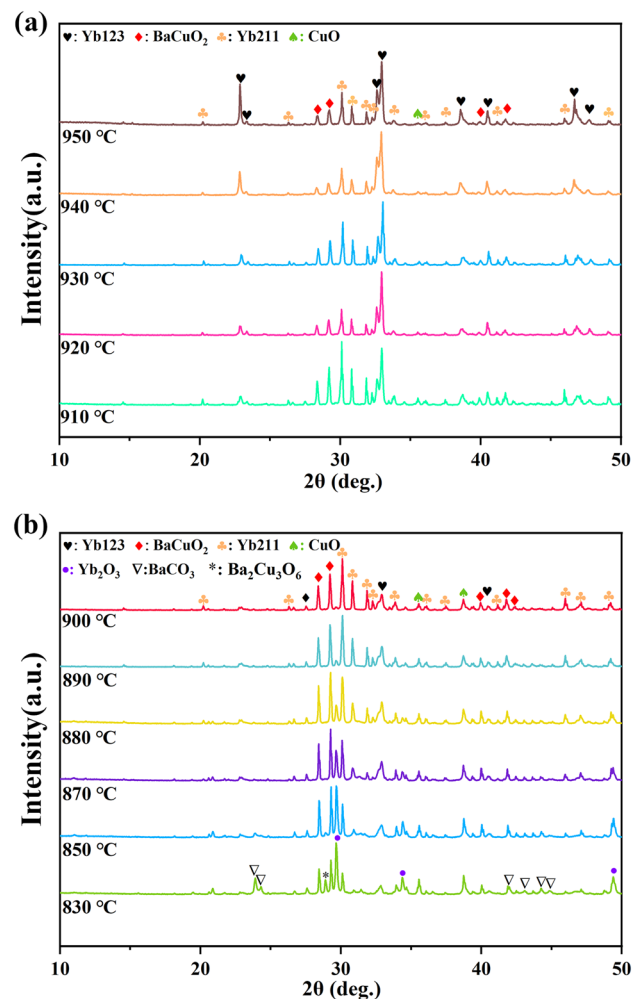 (a)
♥: Yb123 ♦: BaCuO₂ ♣: Yb211 ♠: CuO
950 ℃
940 ℃
930 ℃
920 ℃
910 ℃
Intensity(a.u.)
10 20 30 40 50
2θ (deg.)
(b)
♥: Yb123 ♦: BaCuO₂ ♣: Yb211 ♠: CuO
●: Yb₂O₃ ▽:BaCO₃ *: Ba₂Cu₃O₆
900 ℃
890 ℃
880 ℃
870 ℃
850 ℃
830 ℃
Intensity(a.u.)
10 20 30 40 50
2θ (deg.)